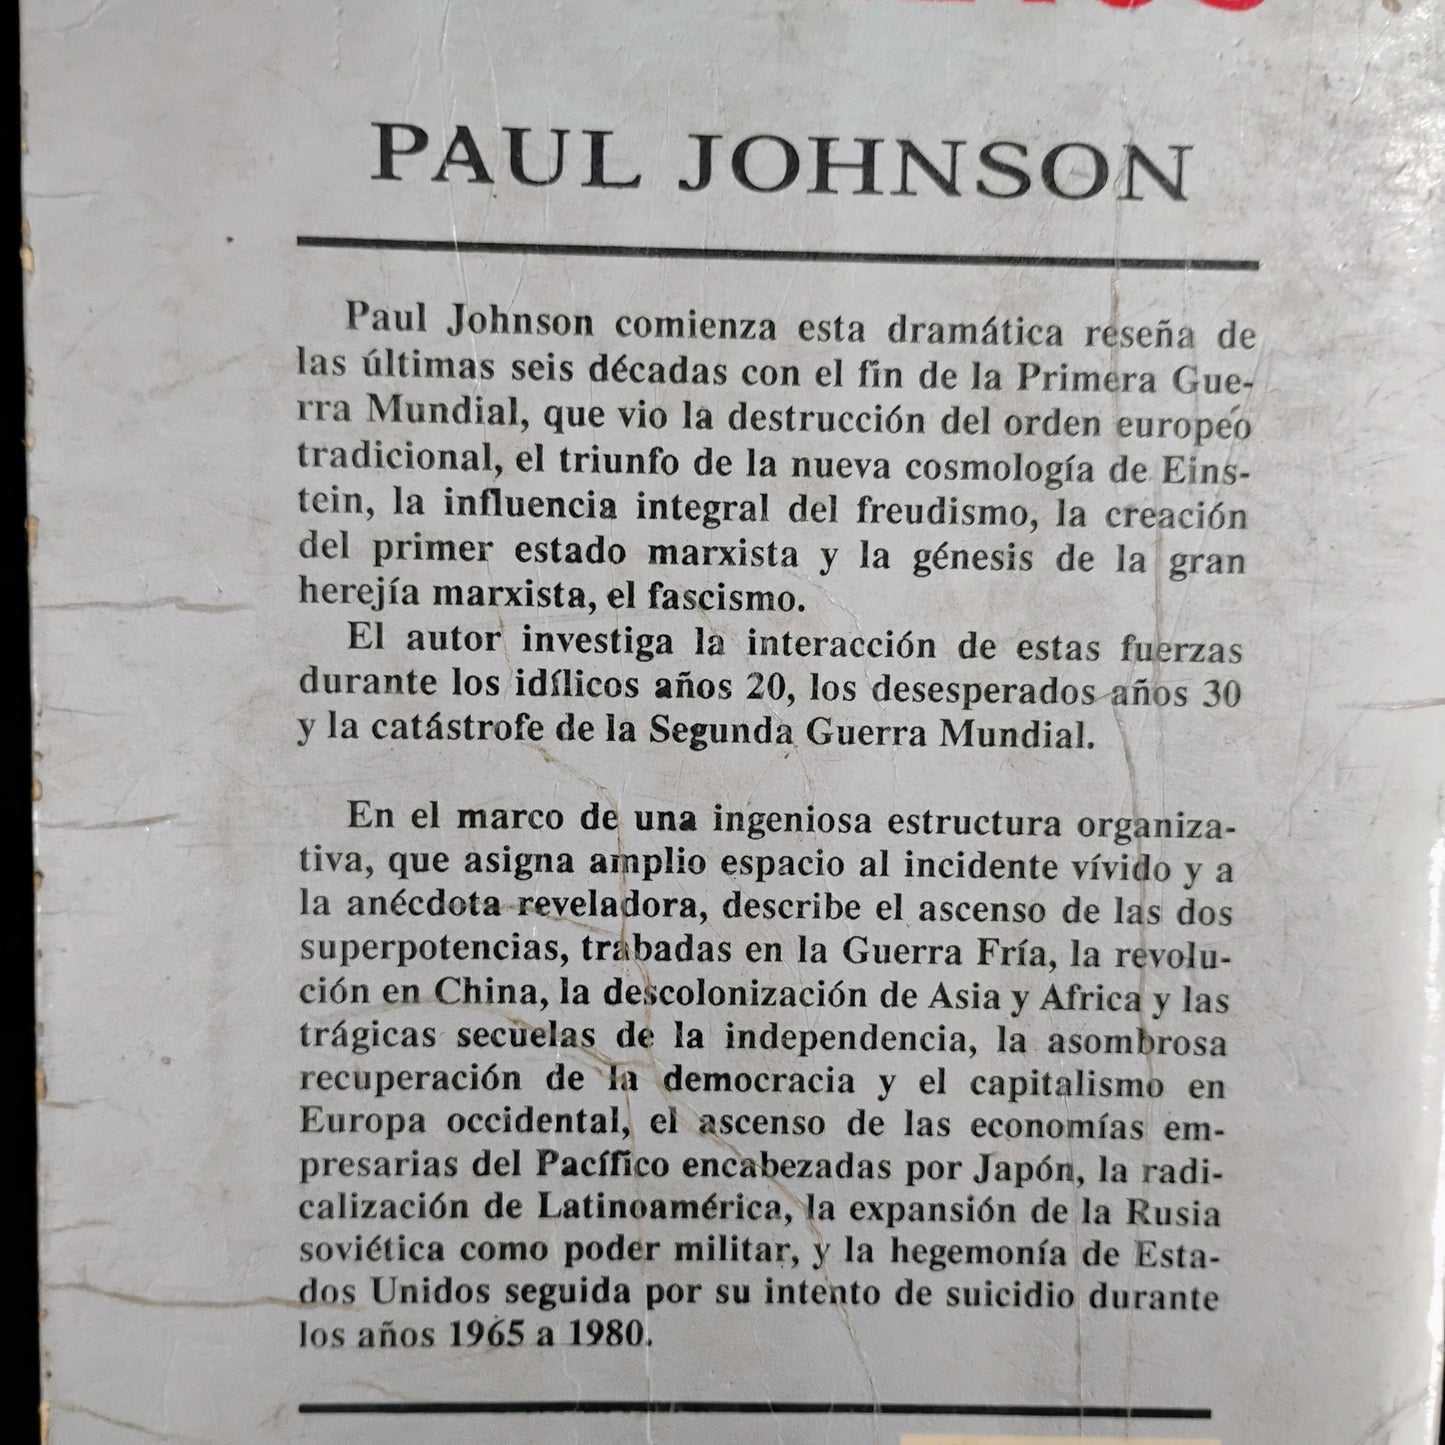 PAUL JOHNSON
Paul Johnson comienza esta dramática reseña de
las últimas seis décadas con el fin de la Primera Gue-
rra Mundial, que vio la destrucción del orden europeo
tradicional, el triunfo de la nueva cosmología de Eins-
tein, la influencia integral del freudismo, la creación
del primer estado marxista y la génesis de la gran
herejía marxista, el fascismo.
El autor investiga la interacción de estas fuerzas
durante los idílicos años 20, los desesperados años 30
y la catástrofe de la Segunda Guerra Mundial.
En el marco de una ingeniosa estructura organiza-
tiva, que asigna amplio espacio al incidente vívido y a
la anécdota reveladora, describe el ascenso de las dos
superpotencias, trabadas en la Guerra Fría, la revolu-
ción en China, la descolonización de Asia y Africa y las
trágicas secuelas de la independencia, la asombrosa
recuperación de la democracia y el capitalismo en
Europa occidental, el ascenso de las economías em-
presarias del Pacífico encabezadas por Japón, la radi-
calización de Latinoamérica, la expansión de la Rusia
soviética como poder militar, y la hegemonía de Esta-
dos Unidos seguida por su intento de suicidio durante
los años 1965 a 1980.